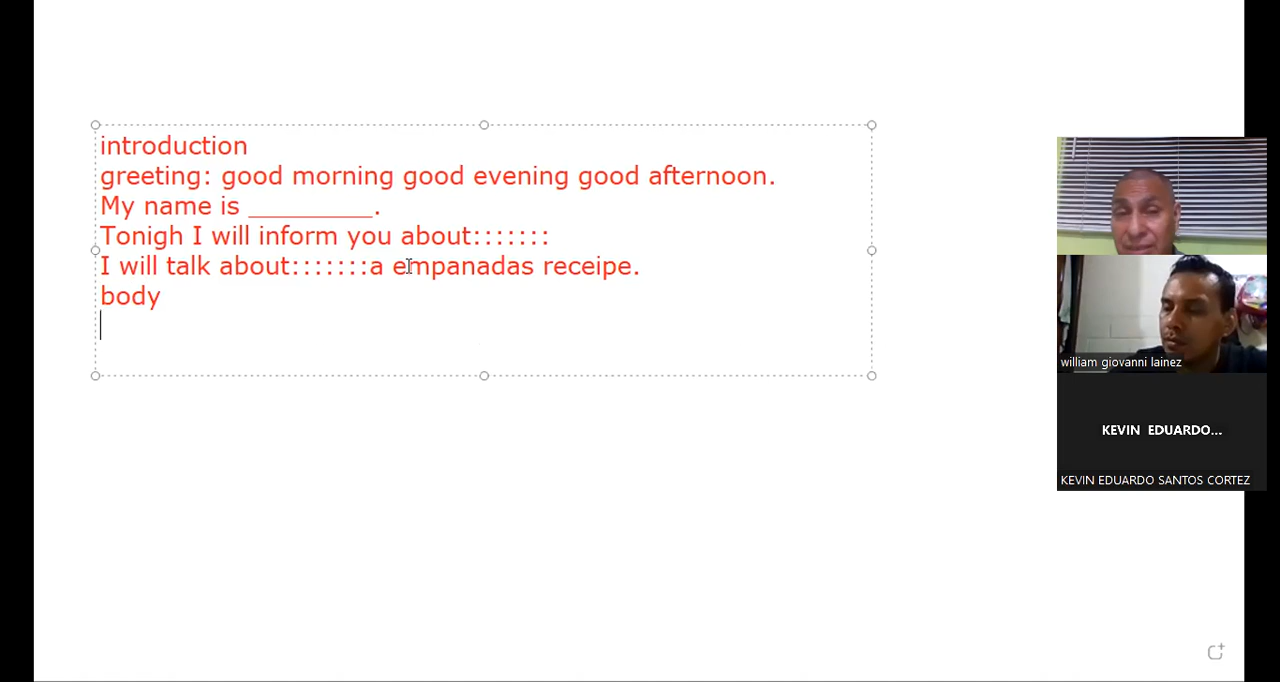 introduction
greeting: good morning good evening good afternoon.
My name is _________.
Tonigh I will inform you about:::::::
I will talk about:::::::a empanadas receipe.
body
william giovanni lainez
KEVIN EDUARDO...
KEVIN EDUARDO SANTOS CORTEZ